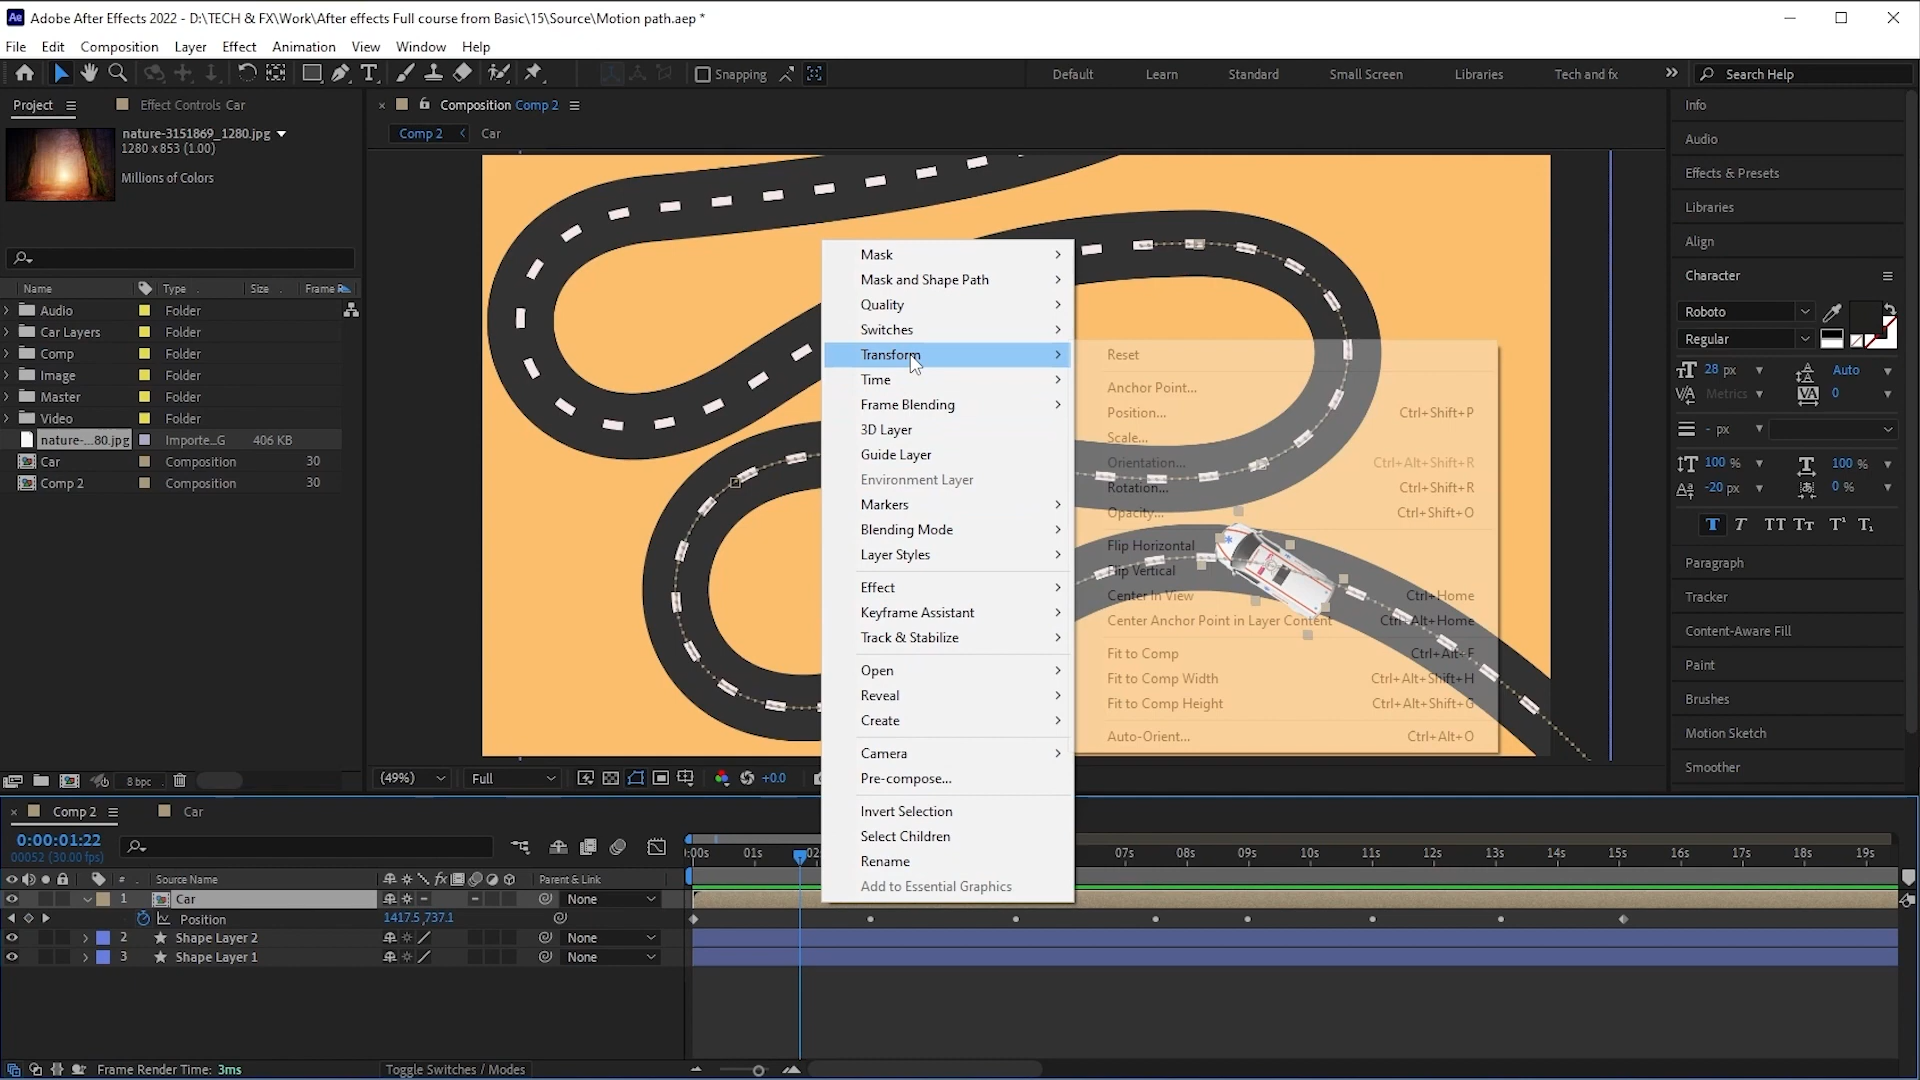 Adobe After Effects 2022 - D:\TECH & FX\Work\After effects Full course from Basic\15\Source\Motion path.aep *
File Edit Composition Layer Effect Animation View Window Help
Snapping
Default Learn Standard Small Screen Libraries Tech and fx
Search Help
Project
Effect Controls Car
Composition Comp 2
Comp 2 Car
nature-3151869_1280.jpg
1280 x 853 (1.00)
Millions of Colors
Name Type Size Frame
Audio Folder
Car Layers Folder
Comp Folder
Image Folder
Master Folder
Video Folder
nature-...80.jpg Importe_G 406 KB
Car Composition 30
Comp 2 Composition 30
8 bpc
Mask
Mask and Shape Path
Quality
Switches
Transform
Time
Frame Blending
3D Layer
Guide Layer
Environment Layer
Markers
Blending Mode
Layer Styles
Effect
Keyframe Assistant
Track & Stabilize
Open
Reveal
Create
Camera
Pre-compose...
Invert Selection
Select Children
Rename
Add to Essential Graphics
Reset
Anchor Point...
Position... Ctrl+Shift+P
Scale...
Orientation... Ctrl+Alt+Shift+R
Rotation... Ctrl+Shift+R
Opacity... Ctrl+Shift+O
Flip Horizontal
Flip Vertical
Center In View Ctrl+Home
Center Anchor Point in Layer Content Ctrl+Alt+Home
Fit to Comp Ctrl+Alt+F
Fit to Comp Width Ctrl+Alt+Shift+H
Fit to Comp Height Ctrl+Alt+Shift+G
Auto-Orient... Ctrl+Alt+O
(49%) Full +0.0
Info
Audio
Effects & Presets
Libraries
Align
Character
Roboto
Regular
28 px Auto
Metrics 0
- px
100 % 100 %
-20 px 0 %
T T TT Tt T¹ T₁
Paragraph
Tracker
Content-Aware Fill
Paint
Brushes
Motion Sketch
Smoother
Comp 2 Car
0:00:01:22
00052 (30.00 fps)
:00s 01s 02s 07s 08s 09s 10s 11s 12s 13s 14s 15s 16s 17s 18s 19s
# Source Name Parent & Link
1 Car None
Position 1417.5,737.1
2 Shape Layer 2 None
3 Shape Layer 1 None
Frame Render Time: 3ms
Toggle Switches / Modes